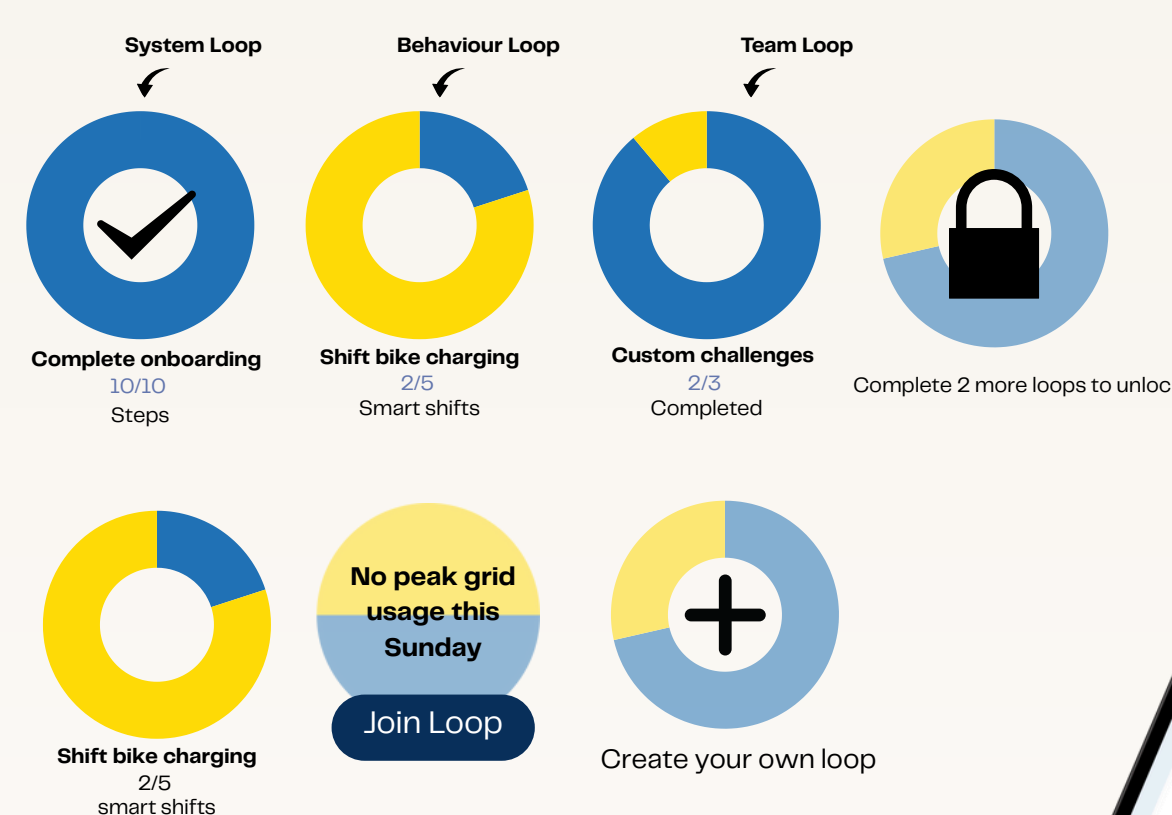 System Loop
Behaviour Loop
Team Loop
Complete onboarding
10/10
Steps
Shift bike charging
2/5
Smart shifts
Custom challenges
2/3
Completed
Complete 2 more loops to unloc
Shift bike charging
2/5
smart shifts
No peak grid
usage this
Sunday
Join Loop
Create your own loop